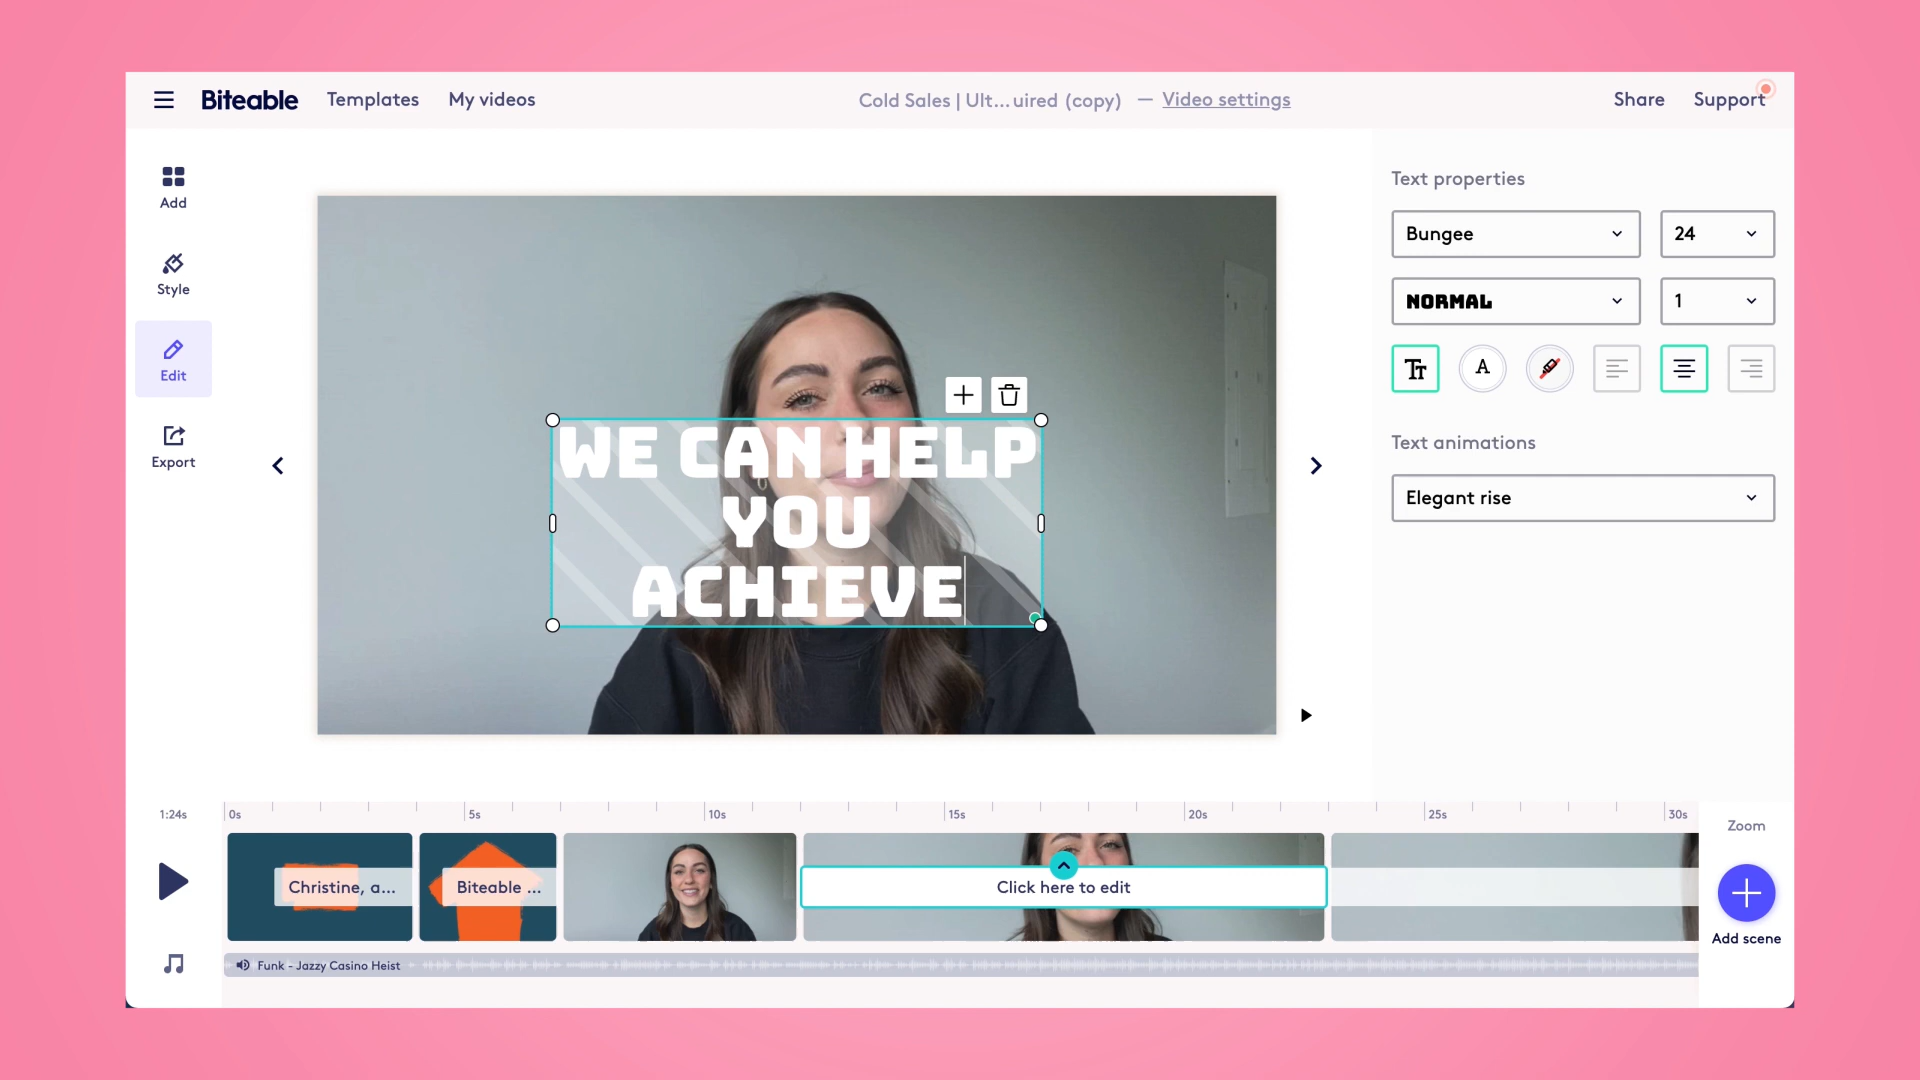 Biteable
Templates
My videos
Cold Sales | Ult...uired (copy) — Video settings
Share
Support
Add
Style
Edit
Export
WE CAN HELP
YOU
ACHIEVE
Text properties
Bungee
24
NORMAL
1
Tt
A
Text animations
Elegant rise
1:24s
0s
5s
10s
15s
20s
25s
30s
Zoom
Christine, a...
Biteable ...
Click here to edit
Add scene
Funk - Jazzy Casino Heist